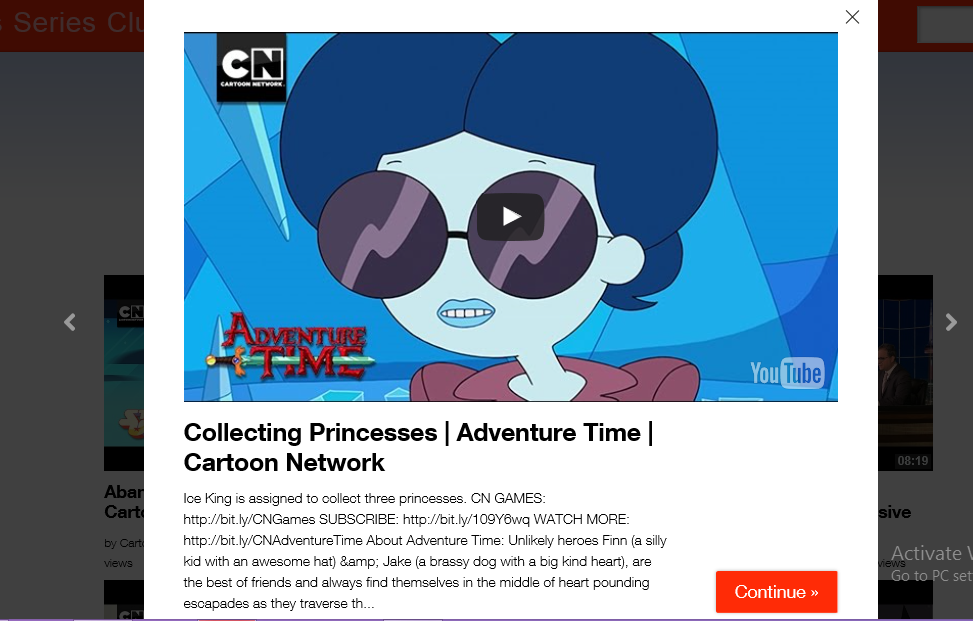 s Series Clu
CN
CARTOON NETWORK
ADVENTURE
TIME
YouTube
CN
08:19
Collecting Princesses | Adventure Time |
Cartoon Network
Ice King is assigned to collect three princesses. CN GAMES:
http://bit.ly/CNGames SUBSCRIBE: http://bit.ly/109Y6wq WATCH MORE:
http://bit.ly/CNAdventureTime About Adventure Time: Unlikely heroes Finn (a silly
kid with an awesome hat) &amp; Jake (a brassy dog with a big kind heart), are
the best of friends and always find themselves in the middle of heart pounding
escapades as they traverse th...
Continue »
Abar
Carto
by Carto
views
sive
views
Activate V
Go to PC set
CN